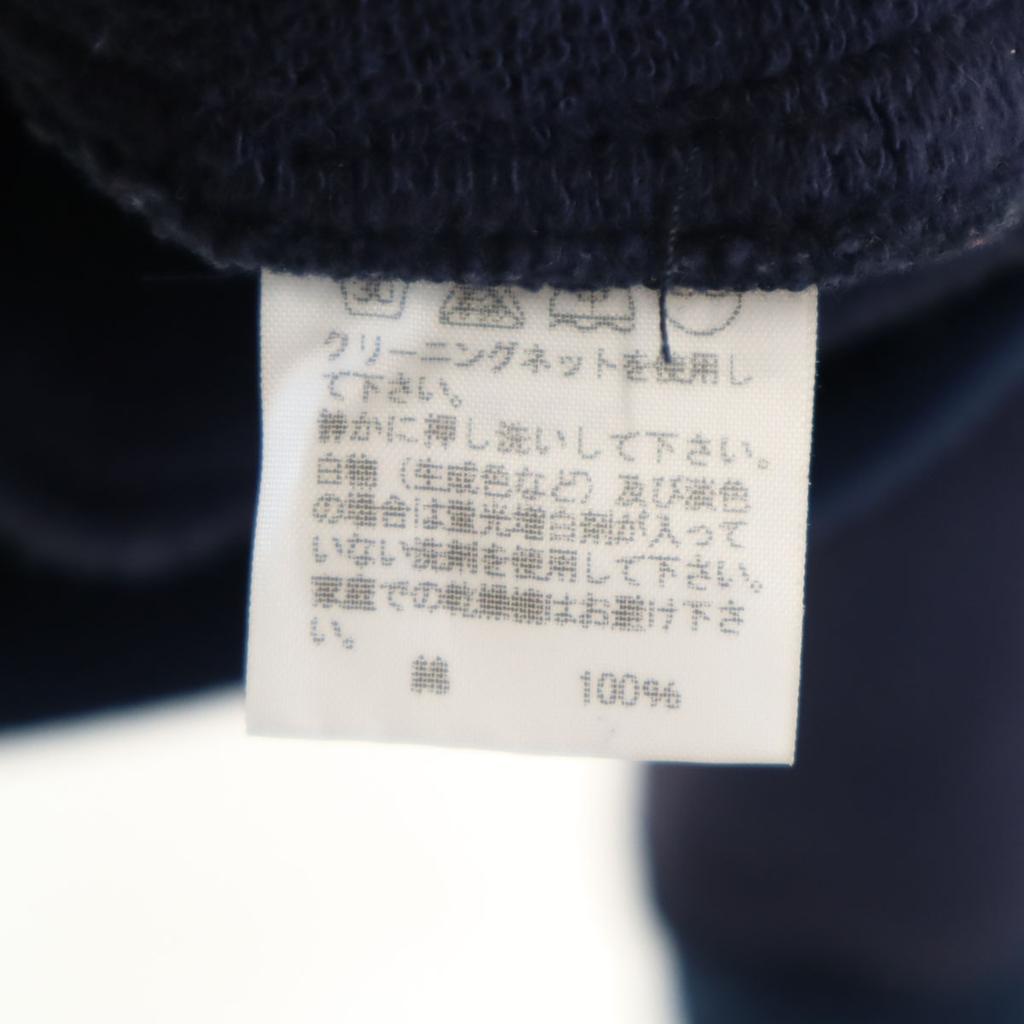 クリーニングネットを使用し
て下さい。
静かに押し洗いして下さい。
白物（生成色など）及び淡色
の場合は蛍光増白剤が入って
いない洗剤を使用して下さい。
家庭での乾燥機はお避け下さ
い。
綿 100%